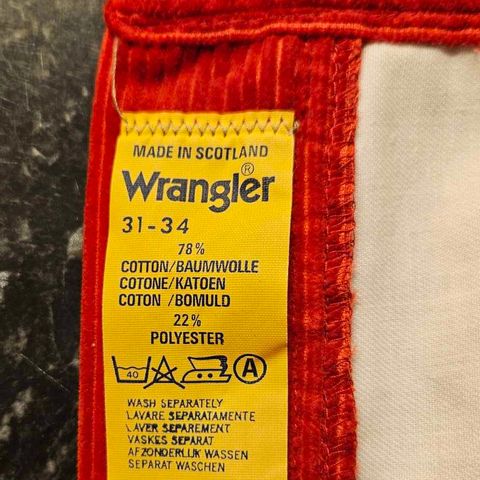 MADE IN SCOTLAND
Wrangler®
31-34
78%
COTTON/BAUMWOLLE
COTONE/KATOEN
COTON/BOMULD
22%
POLYESTER
40 A
WASH SEPARATELY
LAVARE SEPARATAMENTE
LAVER SEPAREMENT
VASKES SEPARAT
AFZONDERLIJK WASSEN
SEPARAT WASCHEN